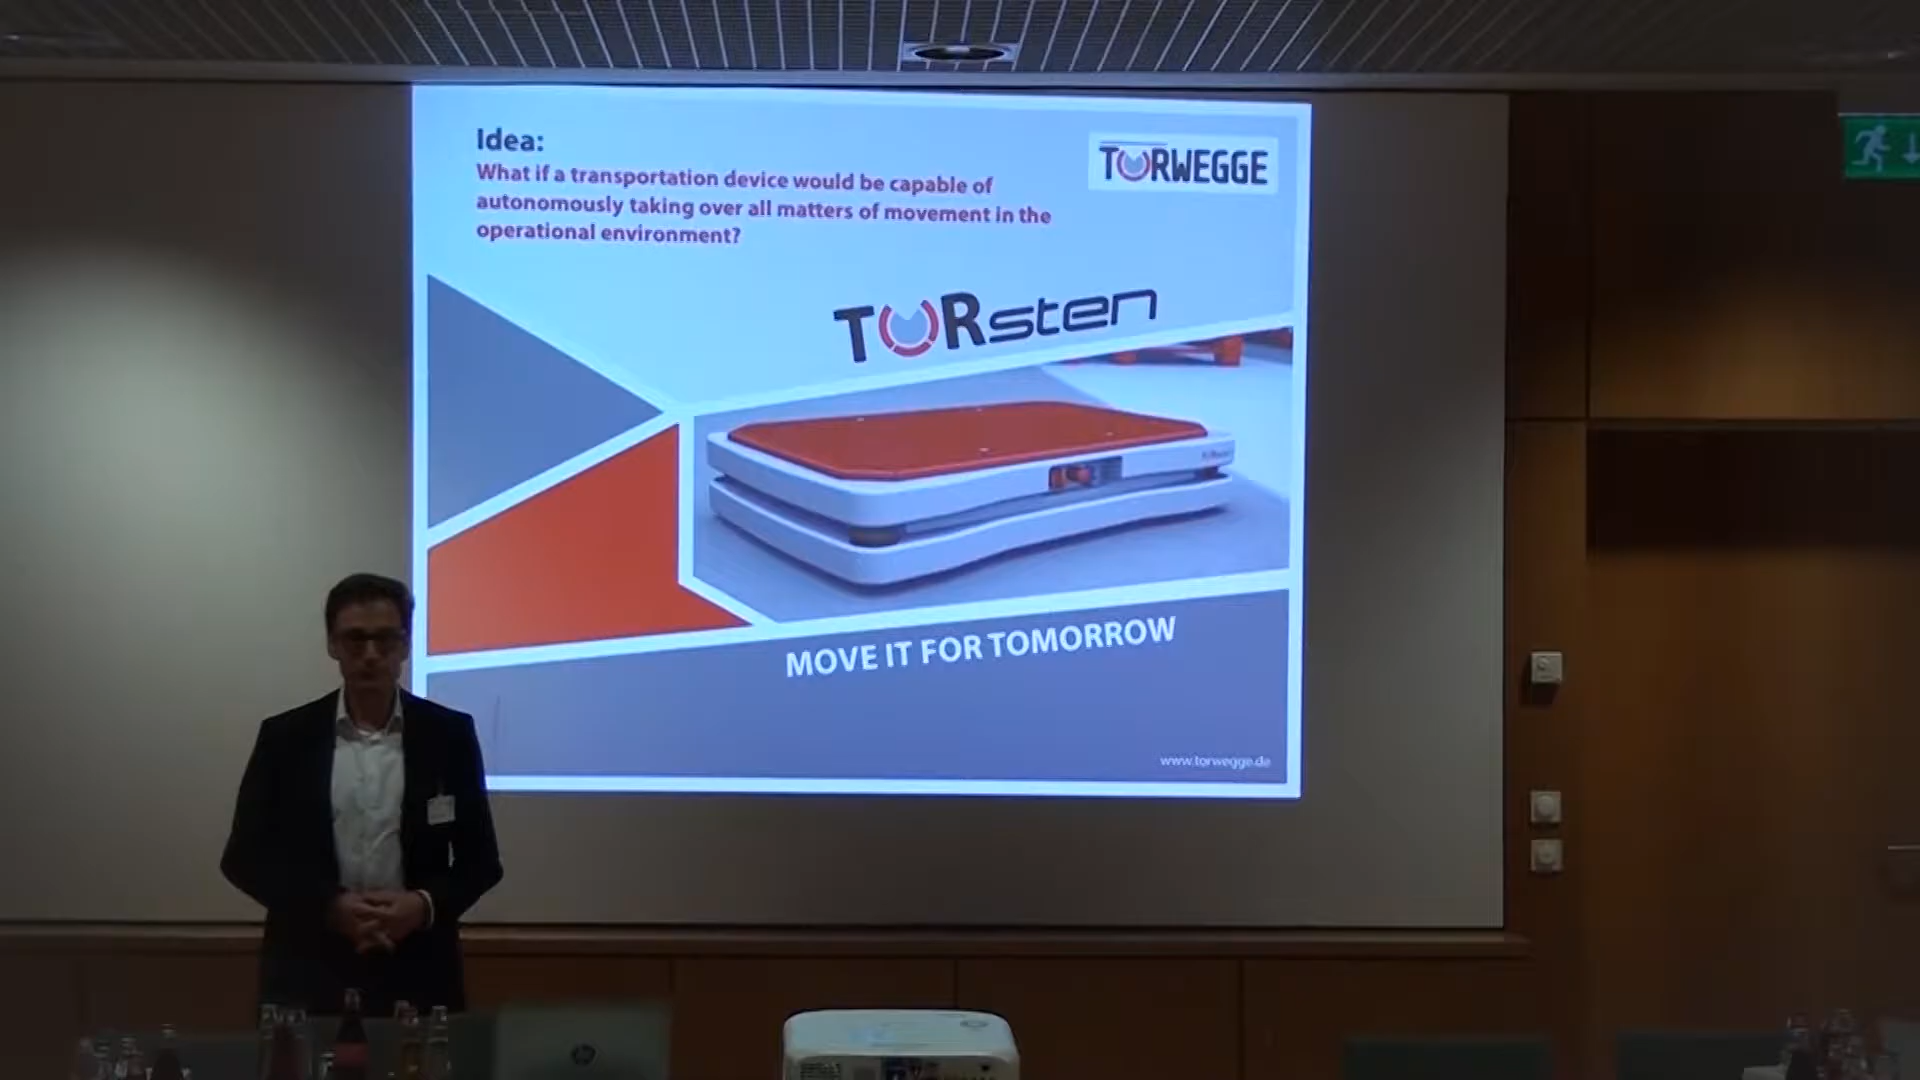 Idea:
What if a transportation device would be capable of
autonomously taking over all matters of movement in the
operational environment?
TORWEGGE
TORsten
MOVE IT FOR TOMORROW
www.torwegge.de
hp